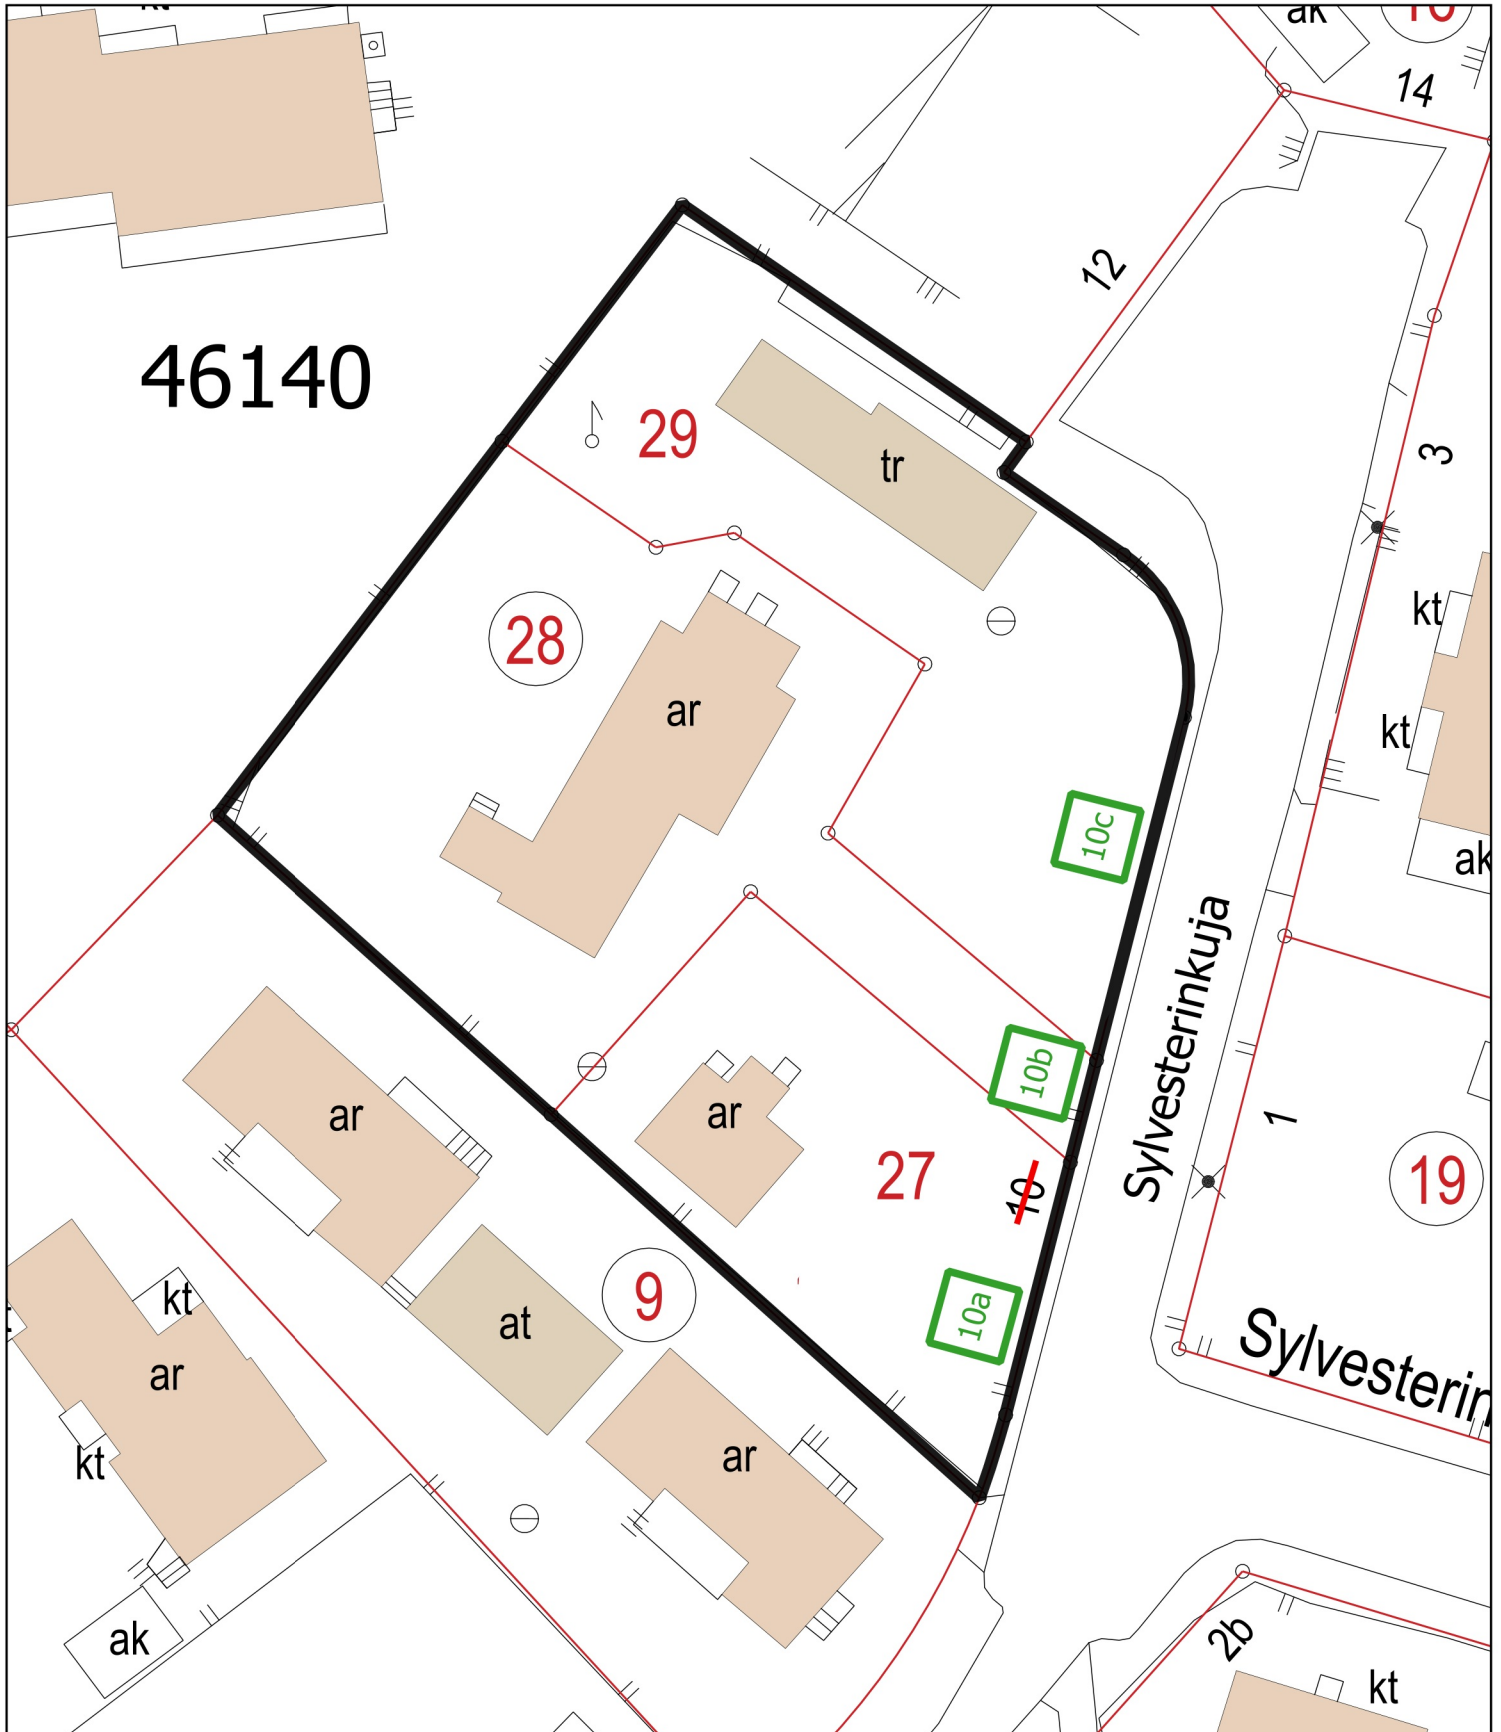 ak
14
12
46140
29
tr
3
28
kt
ar
kt
10c
ak
Sylvesterinkuja
10b
ar
ar
1
27
10
19
9
10a
kt
at
ar
Sylvesterin
ar
kt
ak
2b
kt